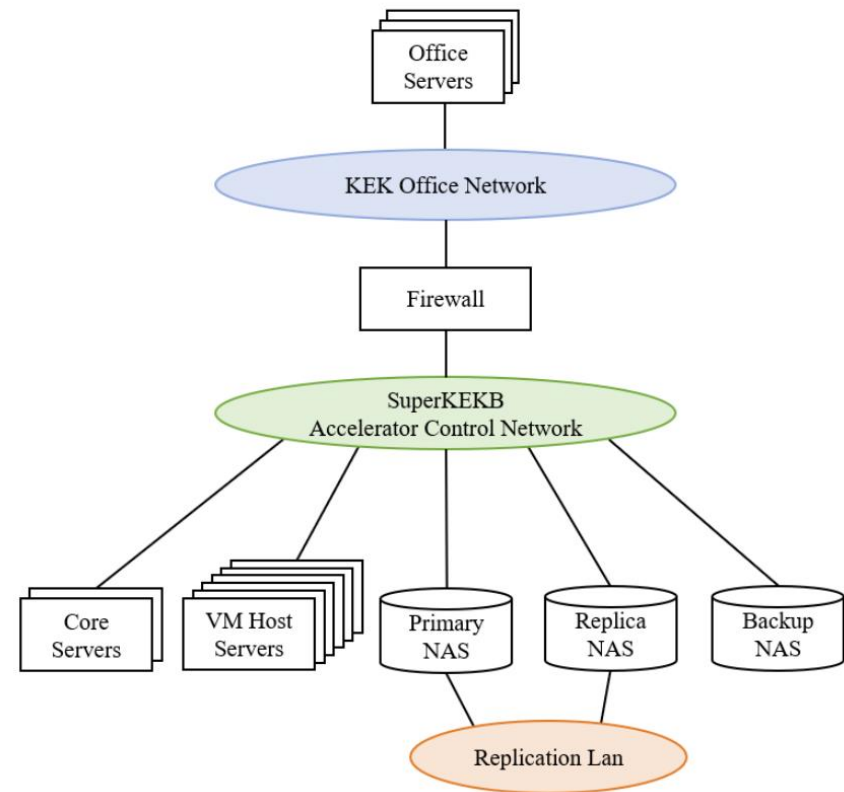 Office
Servers
KEK Office Network
Firewall
SuperKEKB
Accelerator Control Network
Core
Servers
VM Host
Servers
Primary
NAS
Replica
NAS
Backup
NAS
Replication Lan